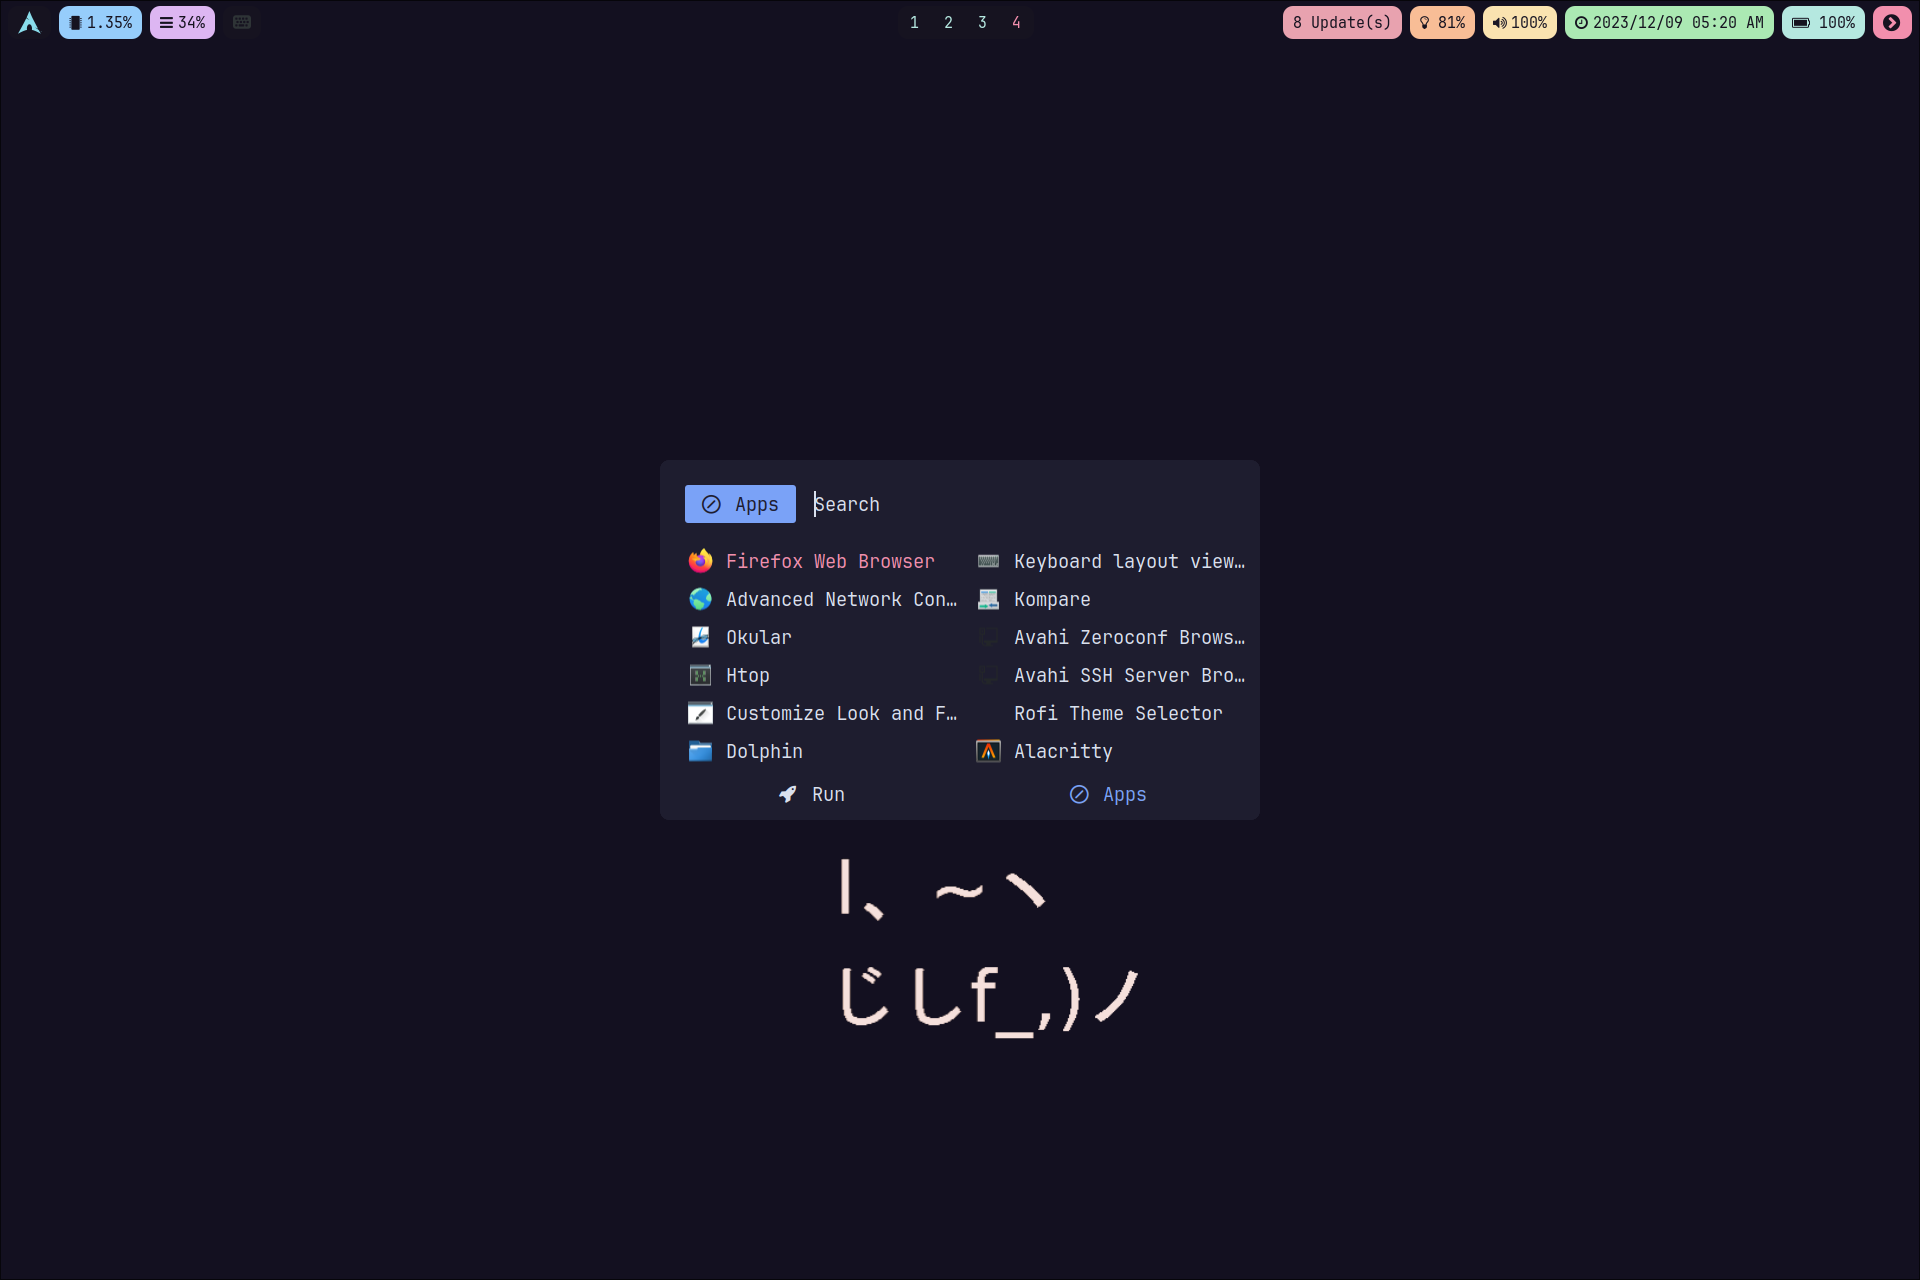 1.35% 34% 1 2 3 4 8 Update(s) 81% 100% 2023/12/09 05:20 AM 100%
Apps Search
Firefox Web Browser Keyboard layout view…
Advanced Network Con… Kompare
Okular Avahi Zeroconf Brows…
Htop Avahi SSH Server Bro…
Customize Look and F… Rofi Theme Selector
Dolphin Alacritty
Run Apps
l、~ヽ
じしf_,)ノ